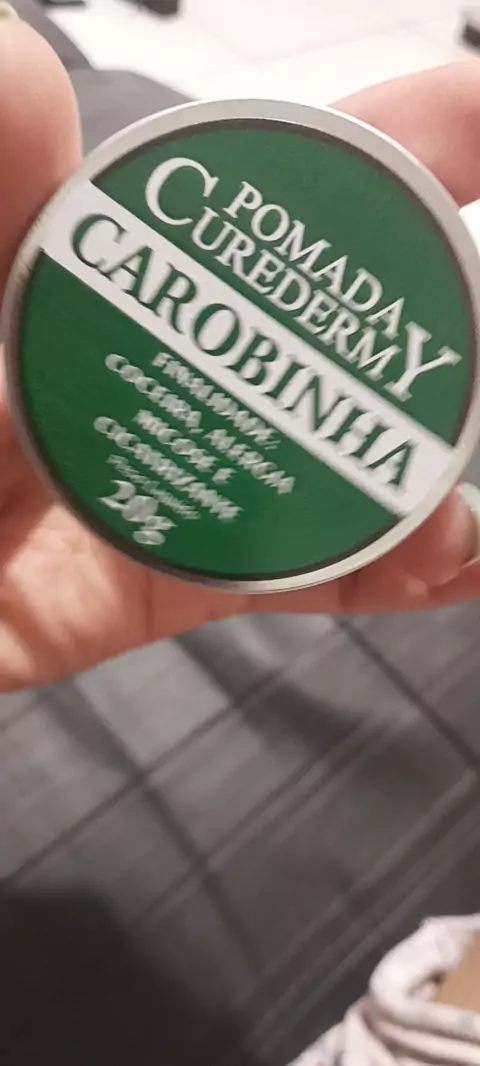 POMADA
CUREDERMY
CAROBINHA
FINALIDADE:
COCEIRA, ALERGIA
MICOSE E
CICATRIZANTE
20g